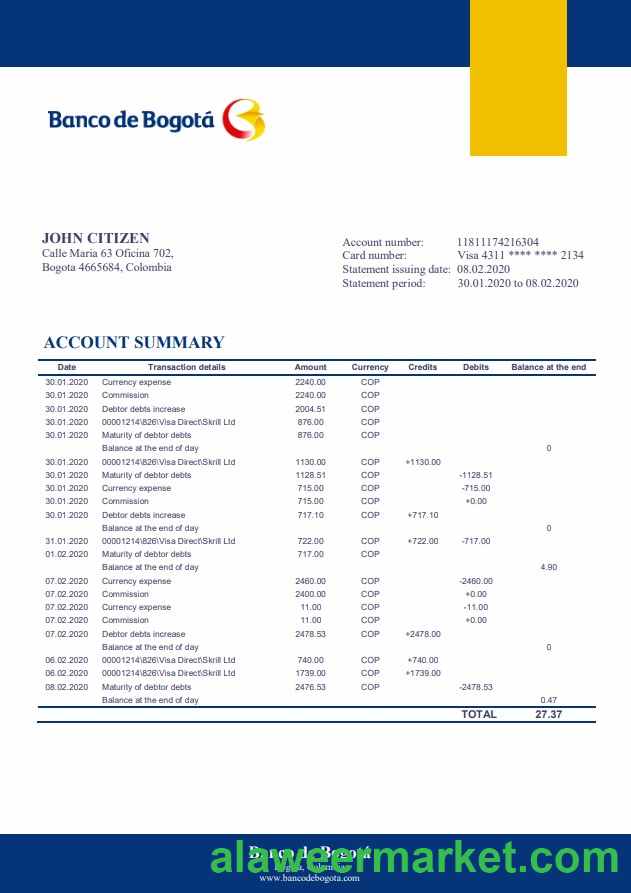 Banco de Bogotá
JOHN CITIZEN
Calle Maria 63 Oficina 702,
Bogota 4665684, Colombia
Account number: 11811174216304
Card number: Visa 4311 **** **** 2134
Statement issuing date: 08.02.2020
Statement period: 30.01.2020 to 08.02.2020
ACCOUNT SUMMARY
Date Transaction details Amount Currency Credits Debits Balance at the end
30.01.2020 Currency expense 2240.00 COP
30.01.2020 Commission 2240.00 COP
30.01.2020 Debtor debts increase 2004.51 COP
30.01.2020 00001214\826\Visa Direct\Skrill Ltd 876.00 COP
30.01.2020 Maturity of debtor debts 876.00 COP
Balance at the end of day 0
30.01.2020 00001214\826\Visa Direct\Skrill Ltd 1130.00 COP +1130.00
30.01.2020 Maturity of debtor debts 1128.51 COP -1128.51
30.01.2020 Currency expense 715.00 COP -715.00
30.01.2020 Commission 715.00 COP +0.00
30.01.2020 Debtor debts increase 717.10 COP +717.10
Balance at the end of day 0
31.01.2020 00001214\826\Visa Direct\Skrill Ltd 722.00 COP +722.00 -717.00
01.02.2020 Maturity of debtor debts 717.00 COP
Balance at the end of day 4.90
07.02.2020 Currency expense 2460.00 COP -2460.00
07.02.2020 Commission 2400.00 COP +0.00
07.02.2020 Currency expense 11.00 COP -11.00
07.02.2020 Commission 11.00 COP +0.00
07.02.2020 Debtor debts increase 2478.53 COP +2478.00
Balance at the end of day 0
06.02.2020 00001214\826\Visa Direct\Skrill Ltd 740.00 COP +740.00
06.02.2020 00001214\826\Visa Direct\Skrill Ltd 1739.00 COP +1739.00
08.02.2020 Maturity of debtor debts 2476.53 COP -2478.53
Balance at the end of day 0.47
TOTAL 27.37
Banco de Bogotá
alaweermarket.com
www.bancodebogota.com